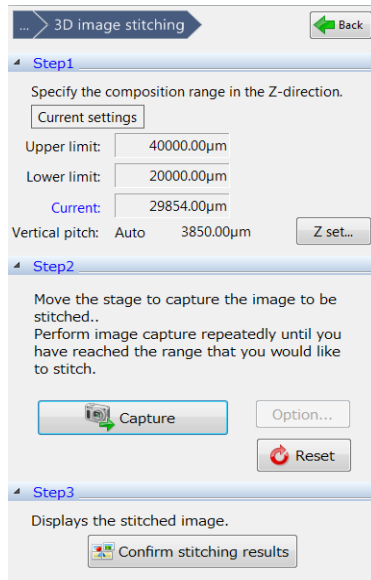 ... 3D image stitching Back
Step1
Specify the composition range in the Z-direction.
Current settings
Upper limit: 40000.00µm
Lower limit: 20000.00µm
Current: 29854.00µm
Vertical pitch: Auto 3850.00µm Z set...
Step2
Move the stage to capture the image to be
stitched..
Perform image capture repeatedly until you
have reached the range that you would like
to stitch.
Capture Option...
Reset
Step3
Displays the stitched image.
Confirm stitching results